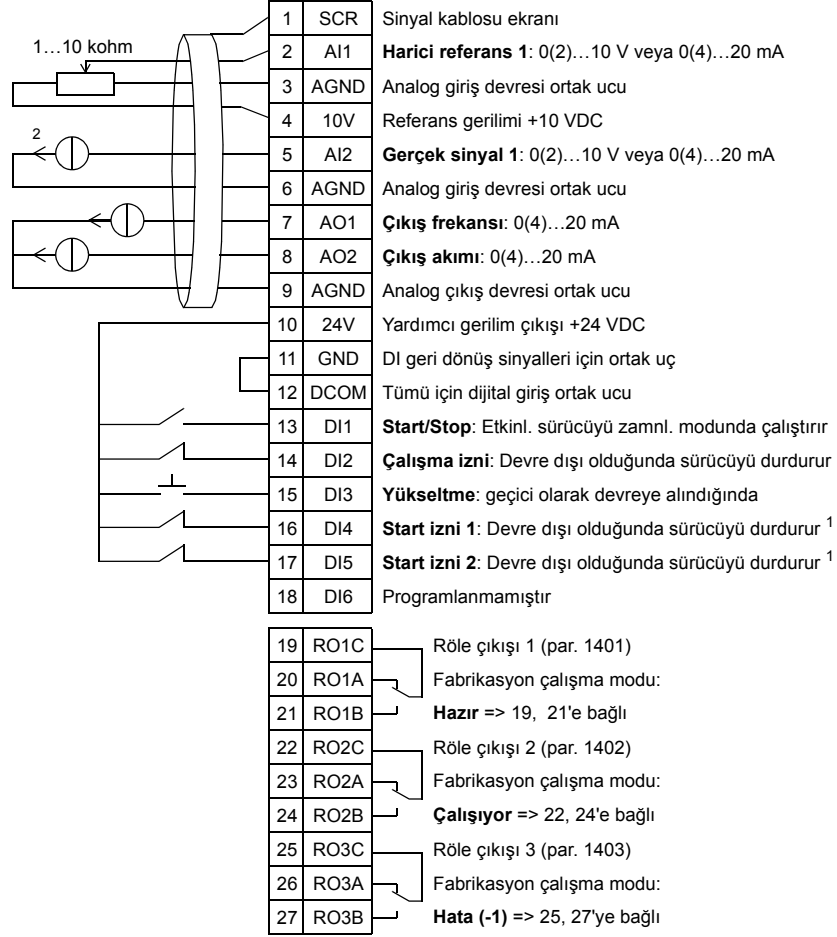 1 SCR Sinyal kablosu ekranı
1…10 kohm
2 AI1 Harici referans 1: 0(2)…10 V veya 0(4)…20 mA
3 AGND Analog giriş devresi ortak ucu
4 10V Referans gerilimi +10 VDC
2
5 AI2 Gerçek sinyal 1: 0(2)…10 V veya 0(4)…20 mA
6 AGND Analog giriş devresi ortak ucu
7 AO1 Çıkış frekansı: 0(4)…20 mA
8 AO2 Çıkış akımı: 0(4)…20 mA
9 AGND Analog çıkış devresi ortak ucu
10 24V Yardımcı gerilim çıkışı +24 VDC
11 GND DI geri dönüş sinyalleri için ortak uç
12 DCOM Tümü için dijital giriş ortak ucu
13 DI1 Start/Stop: Etkinl. sürücüyü zamnl. modunda çalıştırır
14 DI2 Çalışma izni: Devre dışı olduğunda sürücüyü durdurur
15 DI3 Yükseltme: geçici olarak devreye alındığında
16 DI4 Start izni 1: Devre dışı olduğunda sürücüyü durdurur 1
17 DI5 Start izni 2: Devre dışı olduğunda sürücüyü durdurur 1
18 DI6 Programlanmamıştır
19 RO1C Röle çıkışı 1 (par. 1401)
20 RO1A Fabrikasyon çalışma modu:
21 RO1B Hazır => 19, 21'e bağlı
22 RO2C Röle çıkışı 2 (par. 1402)
23 RO2A Fabrikasyon çalışma modu:
24 RO2B Çalışıyor => 22, 24'e bağlı
25 RO3C Röle çıkışı 3 (par. 1403)
26 RO3A Fabrikasyon çalışma modu:
27 RO3B Hata (-1) => 25, 27'ye bağlı